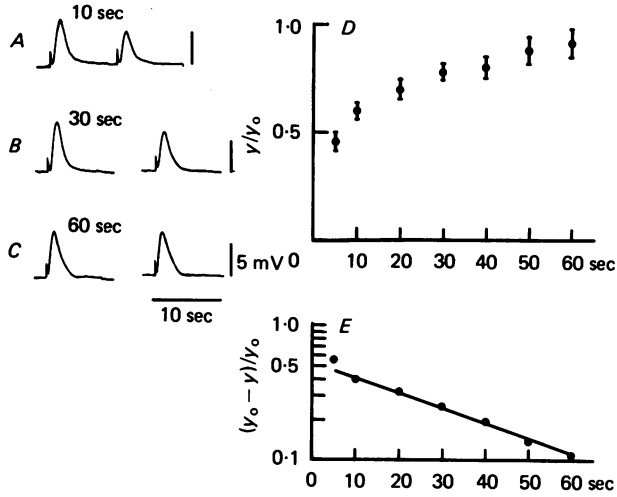 A
10 sec
B
30 sec
C
60 sec
5 mV
10 sec
D
y/y₀
1·0
0·5
0
10 20 30 40 50 60 sec
E
(y₀ − y)/y₀
1·0
0·5
0·1
0 10 20 30 40 50 60 sec